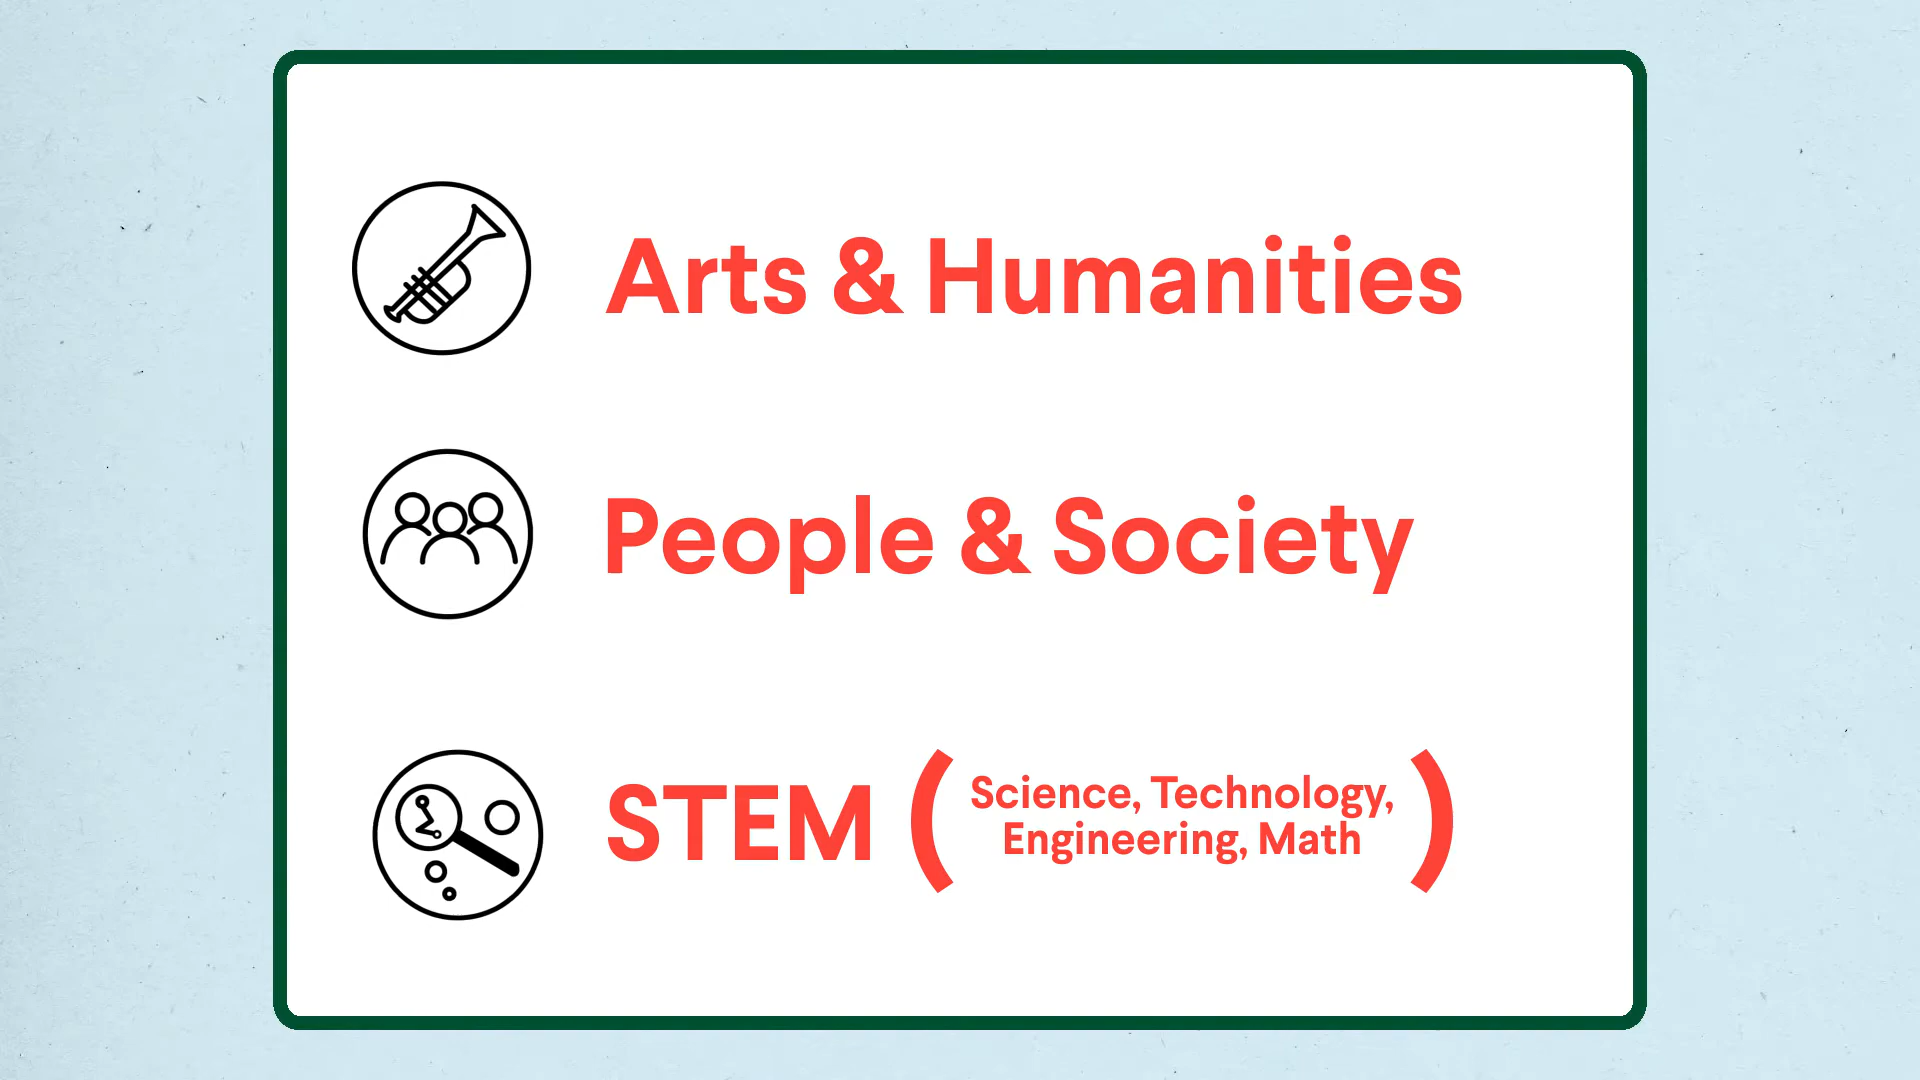 Arts & Humanities
People & Society
STEM ( Science, Technology,
Engineering, Math )